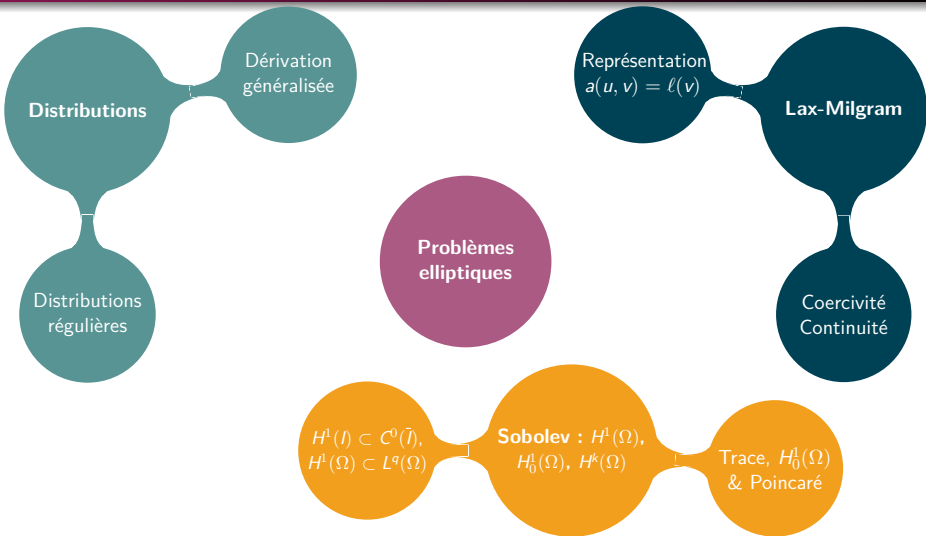 Dérivation
généralisée
Distributions
Distributions
régulières
Représentation
a(u, v) = ℓ(v)
Lax-Milgram
Coercivité
Continuité
Problèmes
elliptiques
H¹(I) ⊂ C⁰(Ī),
H¹(Ω) ⊂ L^q(Ω)
Sobolev : H¹(Ω),
H¹₀(Ω), Hᵏ(Ω)
Trace, H¹₀(Ω)
& Poincaré